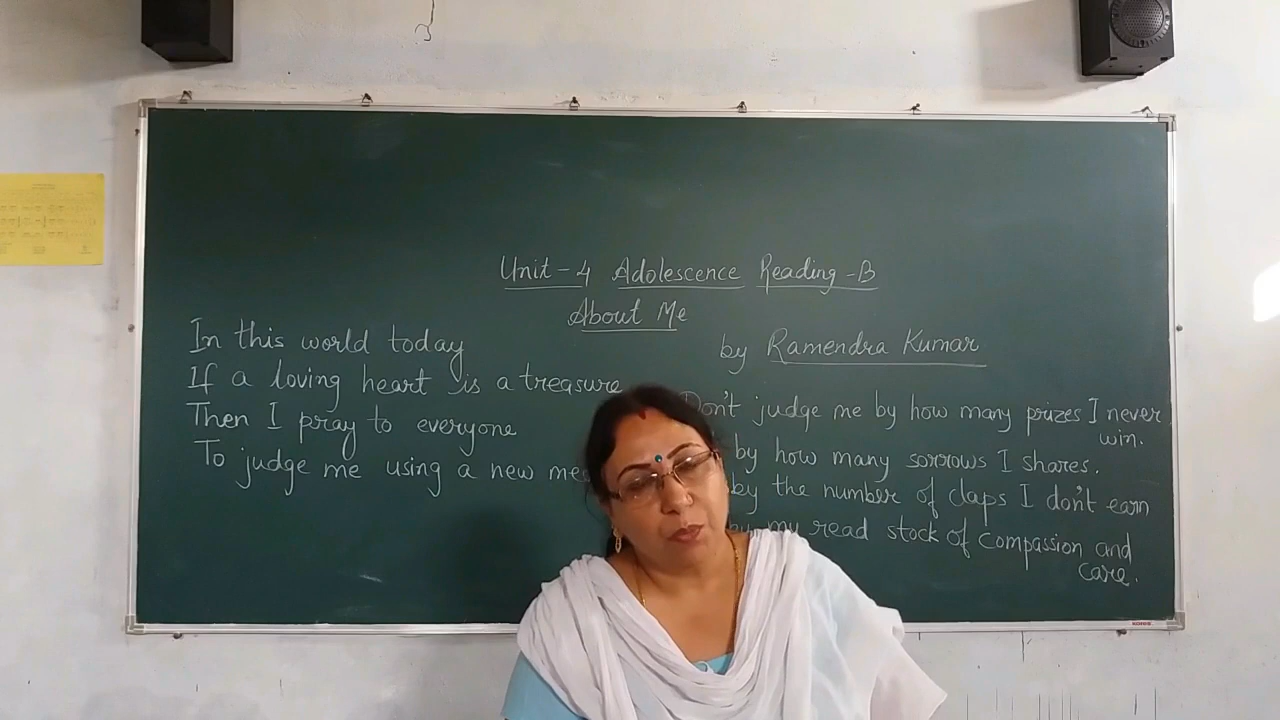 Unit - 4 Adolescence Reading - B
About Me
by Ramendra Kumar
In this world today
If a loving heart is a treasure
Then I pray to everyone
To judge me using a new
Don't judge me by how many prizes I never
win.
by how many sorrows I shares.
by the number of claps I don't earn
by my read stock of compassion and
care.